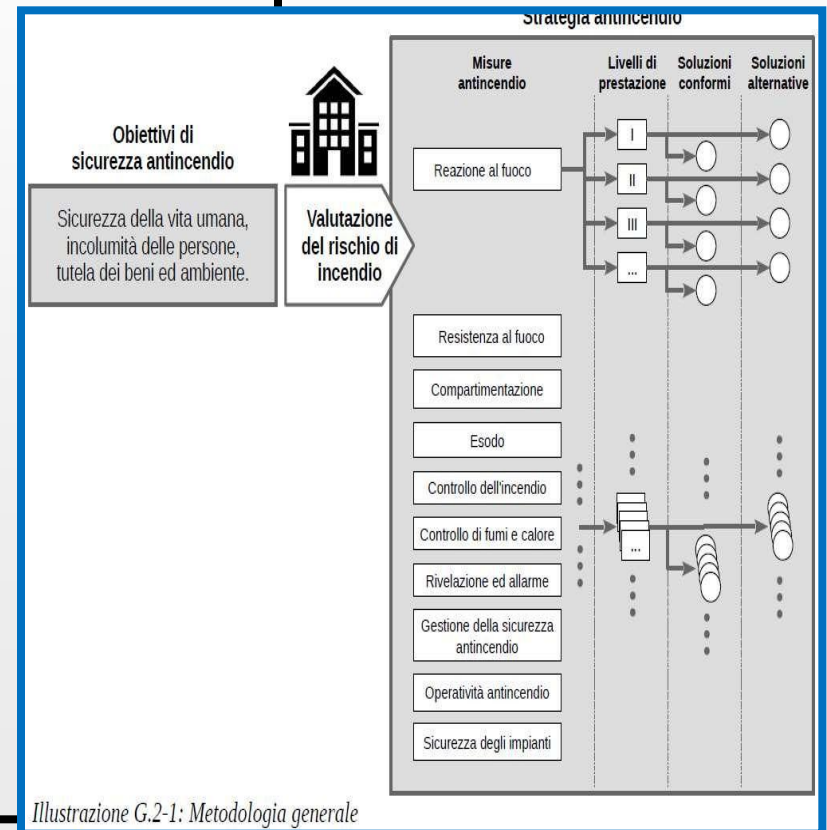 Strategia antincendio
Misure
antincendio
Livelli di
prestazione
Soluzioni
conformi
Soluzioni
alternative
Obiettivi di
sicurezza antincendio
Sicurezza della vita umana,
incolumità delle persone,
tutela dei beni ed ambiente.
Valutazione
del rischio di
incendio
Reazione al fuoco
I
II
III
...
Resistenza al fuoco
Compartimentazione
Esodo
Controllo dell'incendio
Controllo di fumi e calore
...
Rivelazione ed allarme
Gestione della sicurezza
antincendio
Operatività antincendio
Sicurezza degli impianti
Illustrazione G.2-1: Metodologia generale